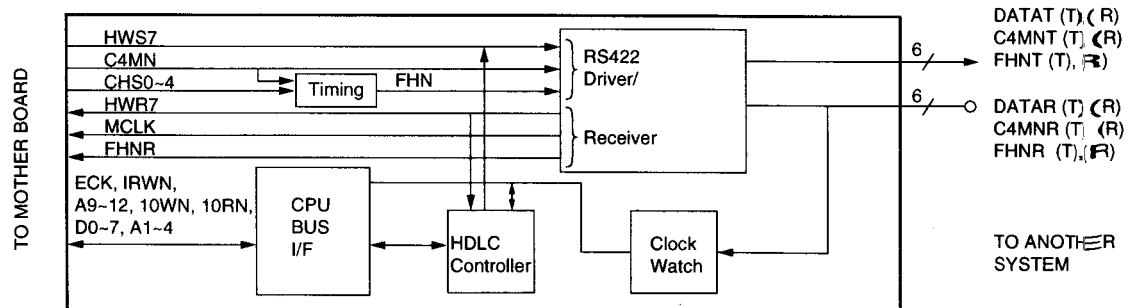 TO MOTHER BOARD
HWS7
C4MN
CHS0~4
HWR7
MCLK
FHNR
Timing
FHN
RS422
Driver/
Receiver
6
6
DATAT (T),(R)
C4MNT (T),(R)
FHNT (T),(R)
DATAR (T),(R)
C4MNR (T),(R)
FHNR (T),(R)
ECK, IRWN,
A9~12, 10WN, 10RN,
D0~7, A1~4
CPU
BUS
I/F
HDLC
Controller
Clock
Watch
TO ANOTHER
SYSTEM